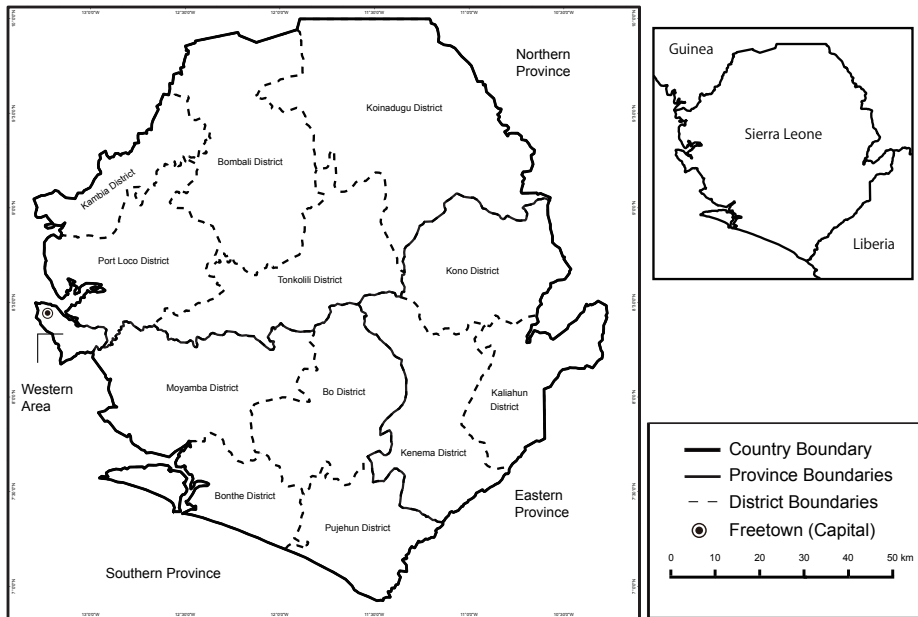 Northern
Province
Koinadugu District
Bombali District
Kambia District
Port Loco District
Tonkolili District
Kono District
Western
Area
Moyamba District
Bo District
Kaliahun
District
Kenema District
Bonthe District
Pujehun District
Eastern
Province
Southern Province
Guinea
Sierra Leone
Liberia
Country Boundary
Province Boundaries
District Boundaries
Freetown (Capital)
0 10 20 30 40 50 km